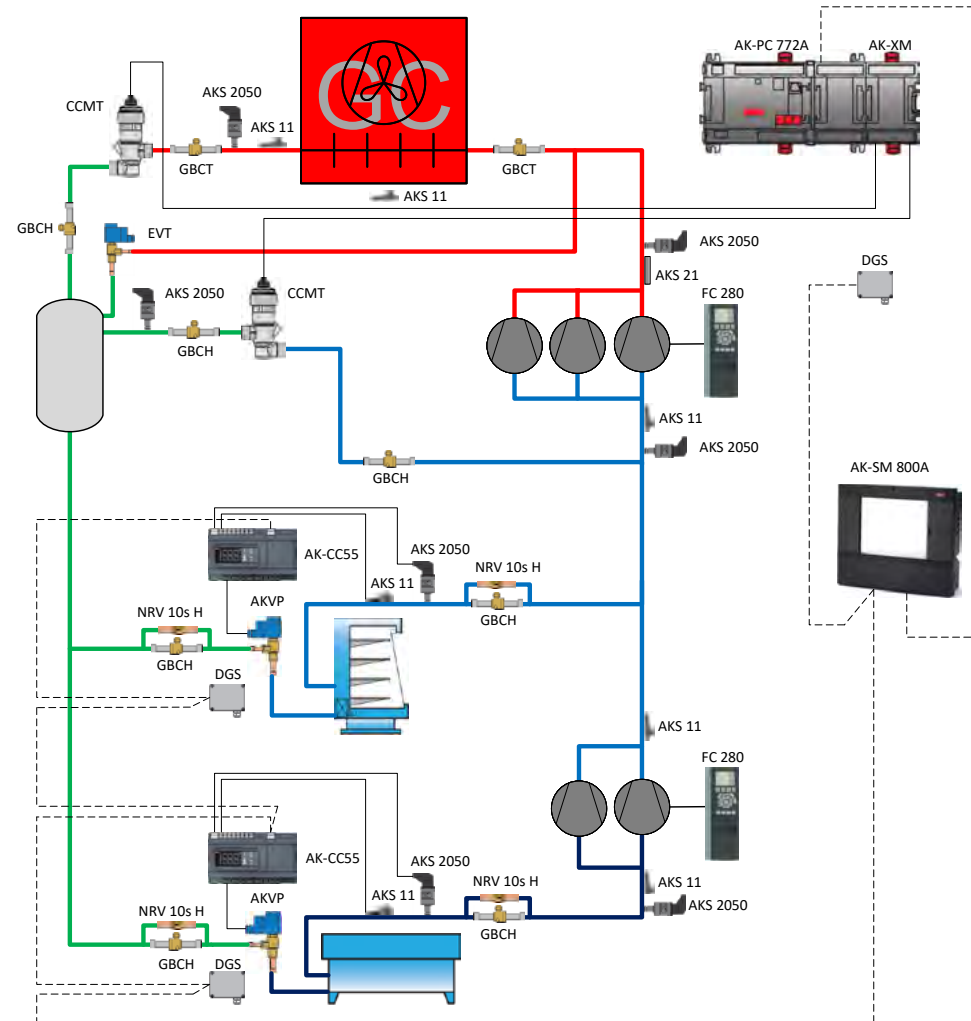 AK-PC 772A
AK-XM
AKS 2050
CCMT
AKS 11
GC
GBCT
GBCT
AKS 11
GBCH
EVT
AKS 2050
DGS
AKS 2050
CCMT
AKS 21
FC 280
GBCH
AKS 11
AKS 2050
GBCH
AK-SM 800A
AKS 2050
AK-CC55
NRV 10s H
AKS 11
AKVP
NRV 10s H
GBCH
GBCH
DGS
AKS 11
FC 280
AKS 2050
AK-CC55
AKS 11
NRV 10s H
AKS 11
AKVP
AKS 2050
NRV 10s H
GBCH
GBCH
DGS